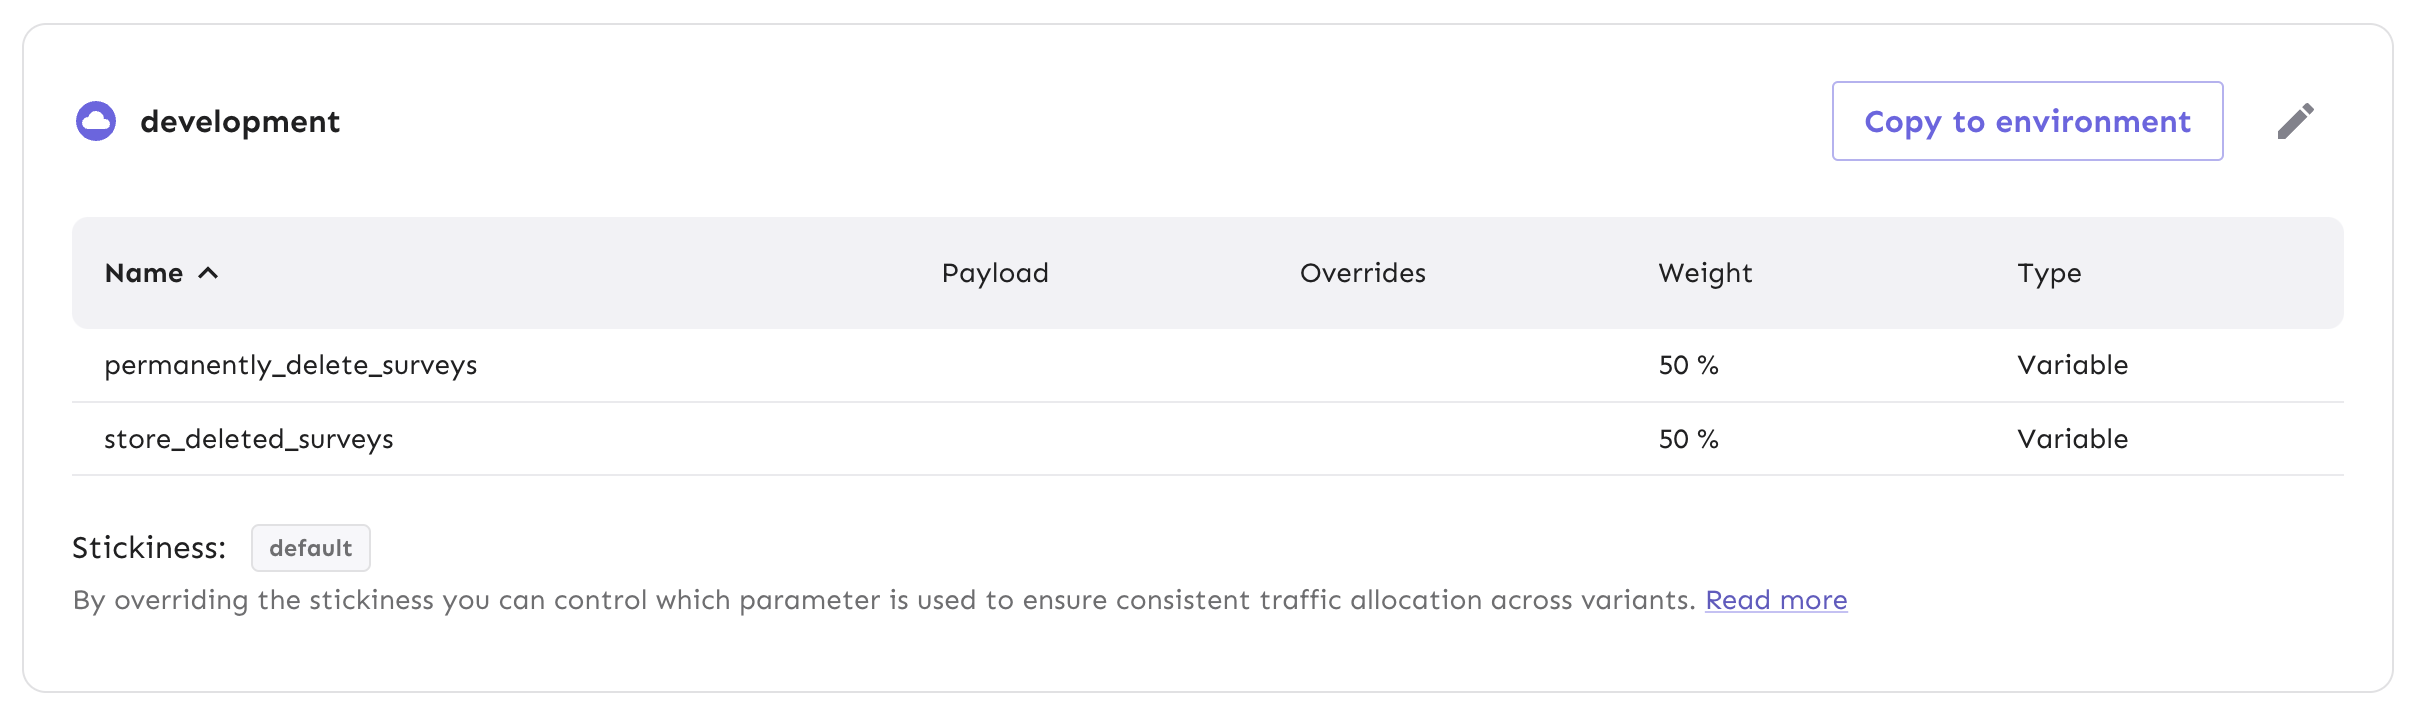 development
Copy to environment
Name Payload Overrides Weight Type
permanently_delete_surveys 50 % Variable
store_deleted_surveys 50 % Variable
Stickiness: default
By overriding the stickiness you can control which parameter is used to ensure consistent traffic allocation across variants. Read more